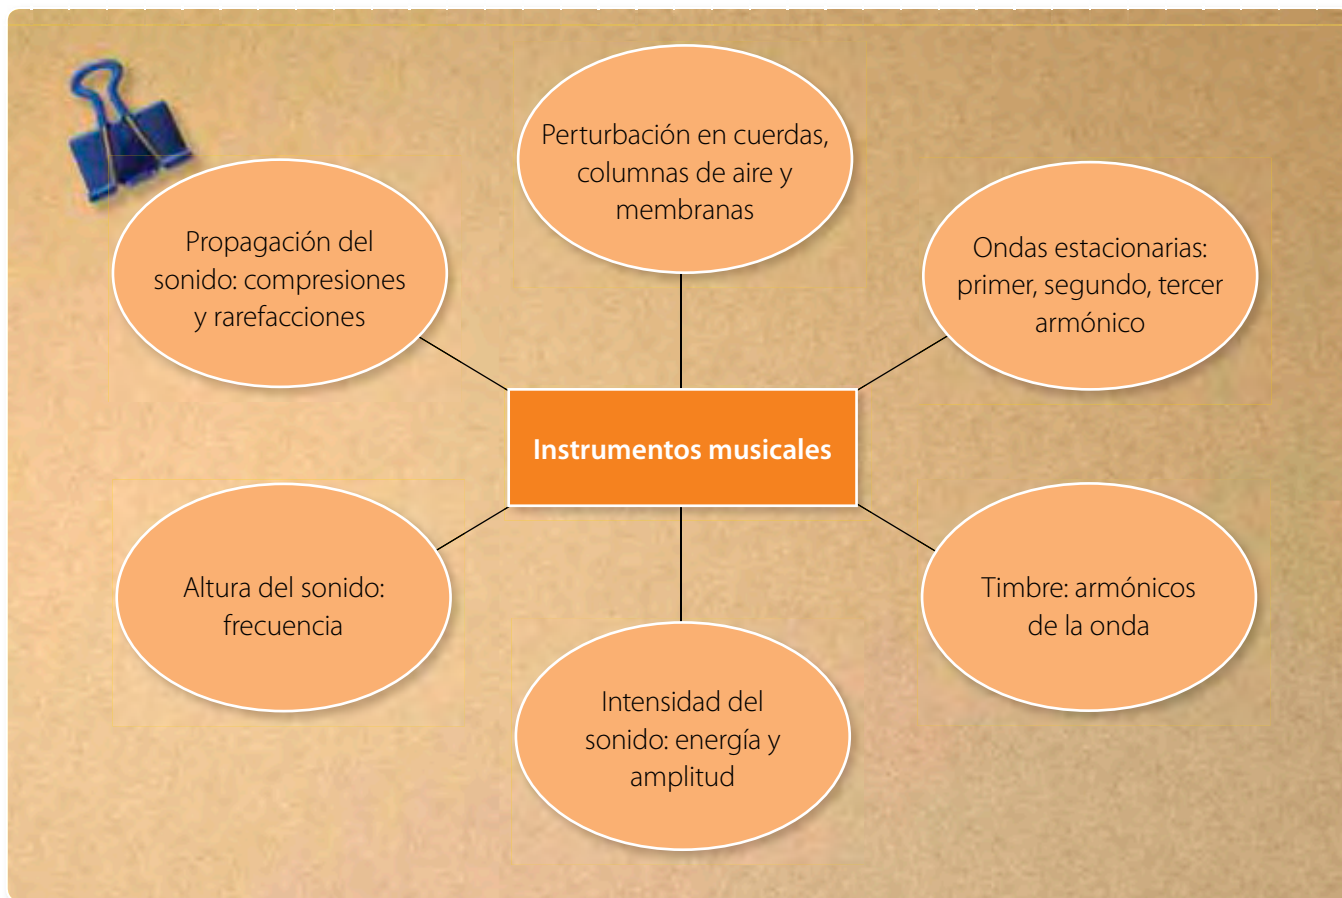 Perturbación en cuerdas,
columnas de aire y
membranas
Propagación del
sonido: compresiones
y rarefacciones
Ondas estacionarias:
primer, segundo, tercer
armónico
Instrumentos musicales
Altura del sonido:
frecuencia
Timbre: armónicos
de la onda
Intensidad del
sonido: energía y
amplitud